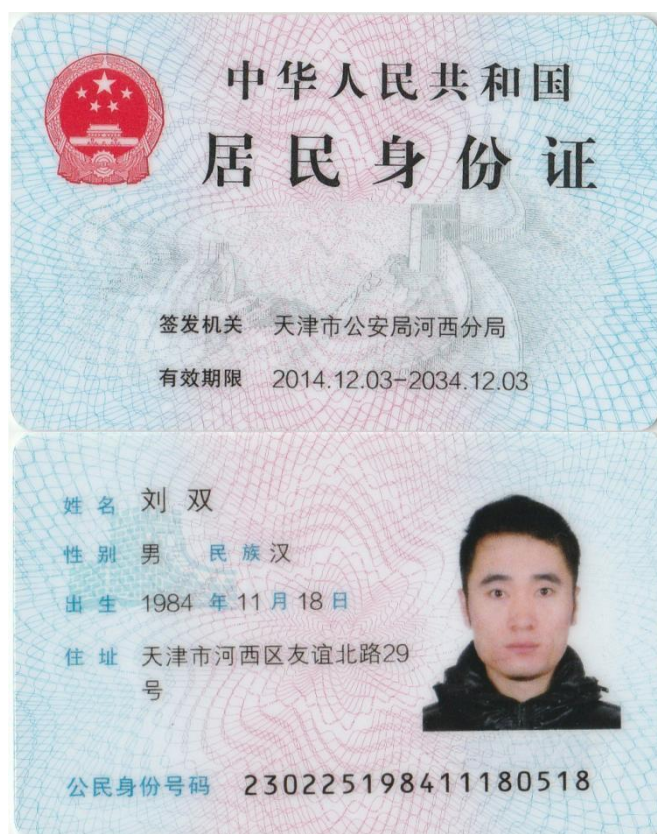 中华人民共和国
居民身份证
签发机关 天津市公安局河西分局
有效期限 2014.12.03-2034.12.03
姓名 刘双
性别 男 民族 汉
出生 1984 年 11 月 18 日
住址 天津市河西区友谊北路29
号
公民身份号码 230225198411180518